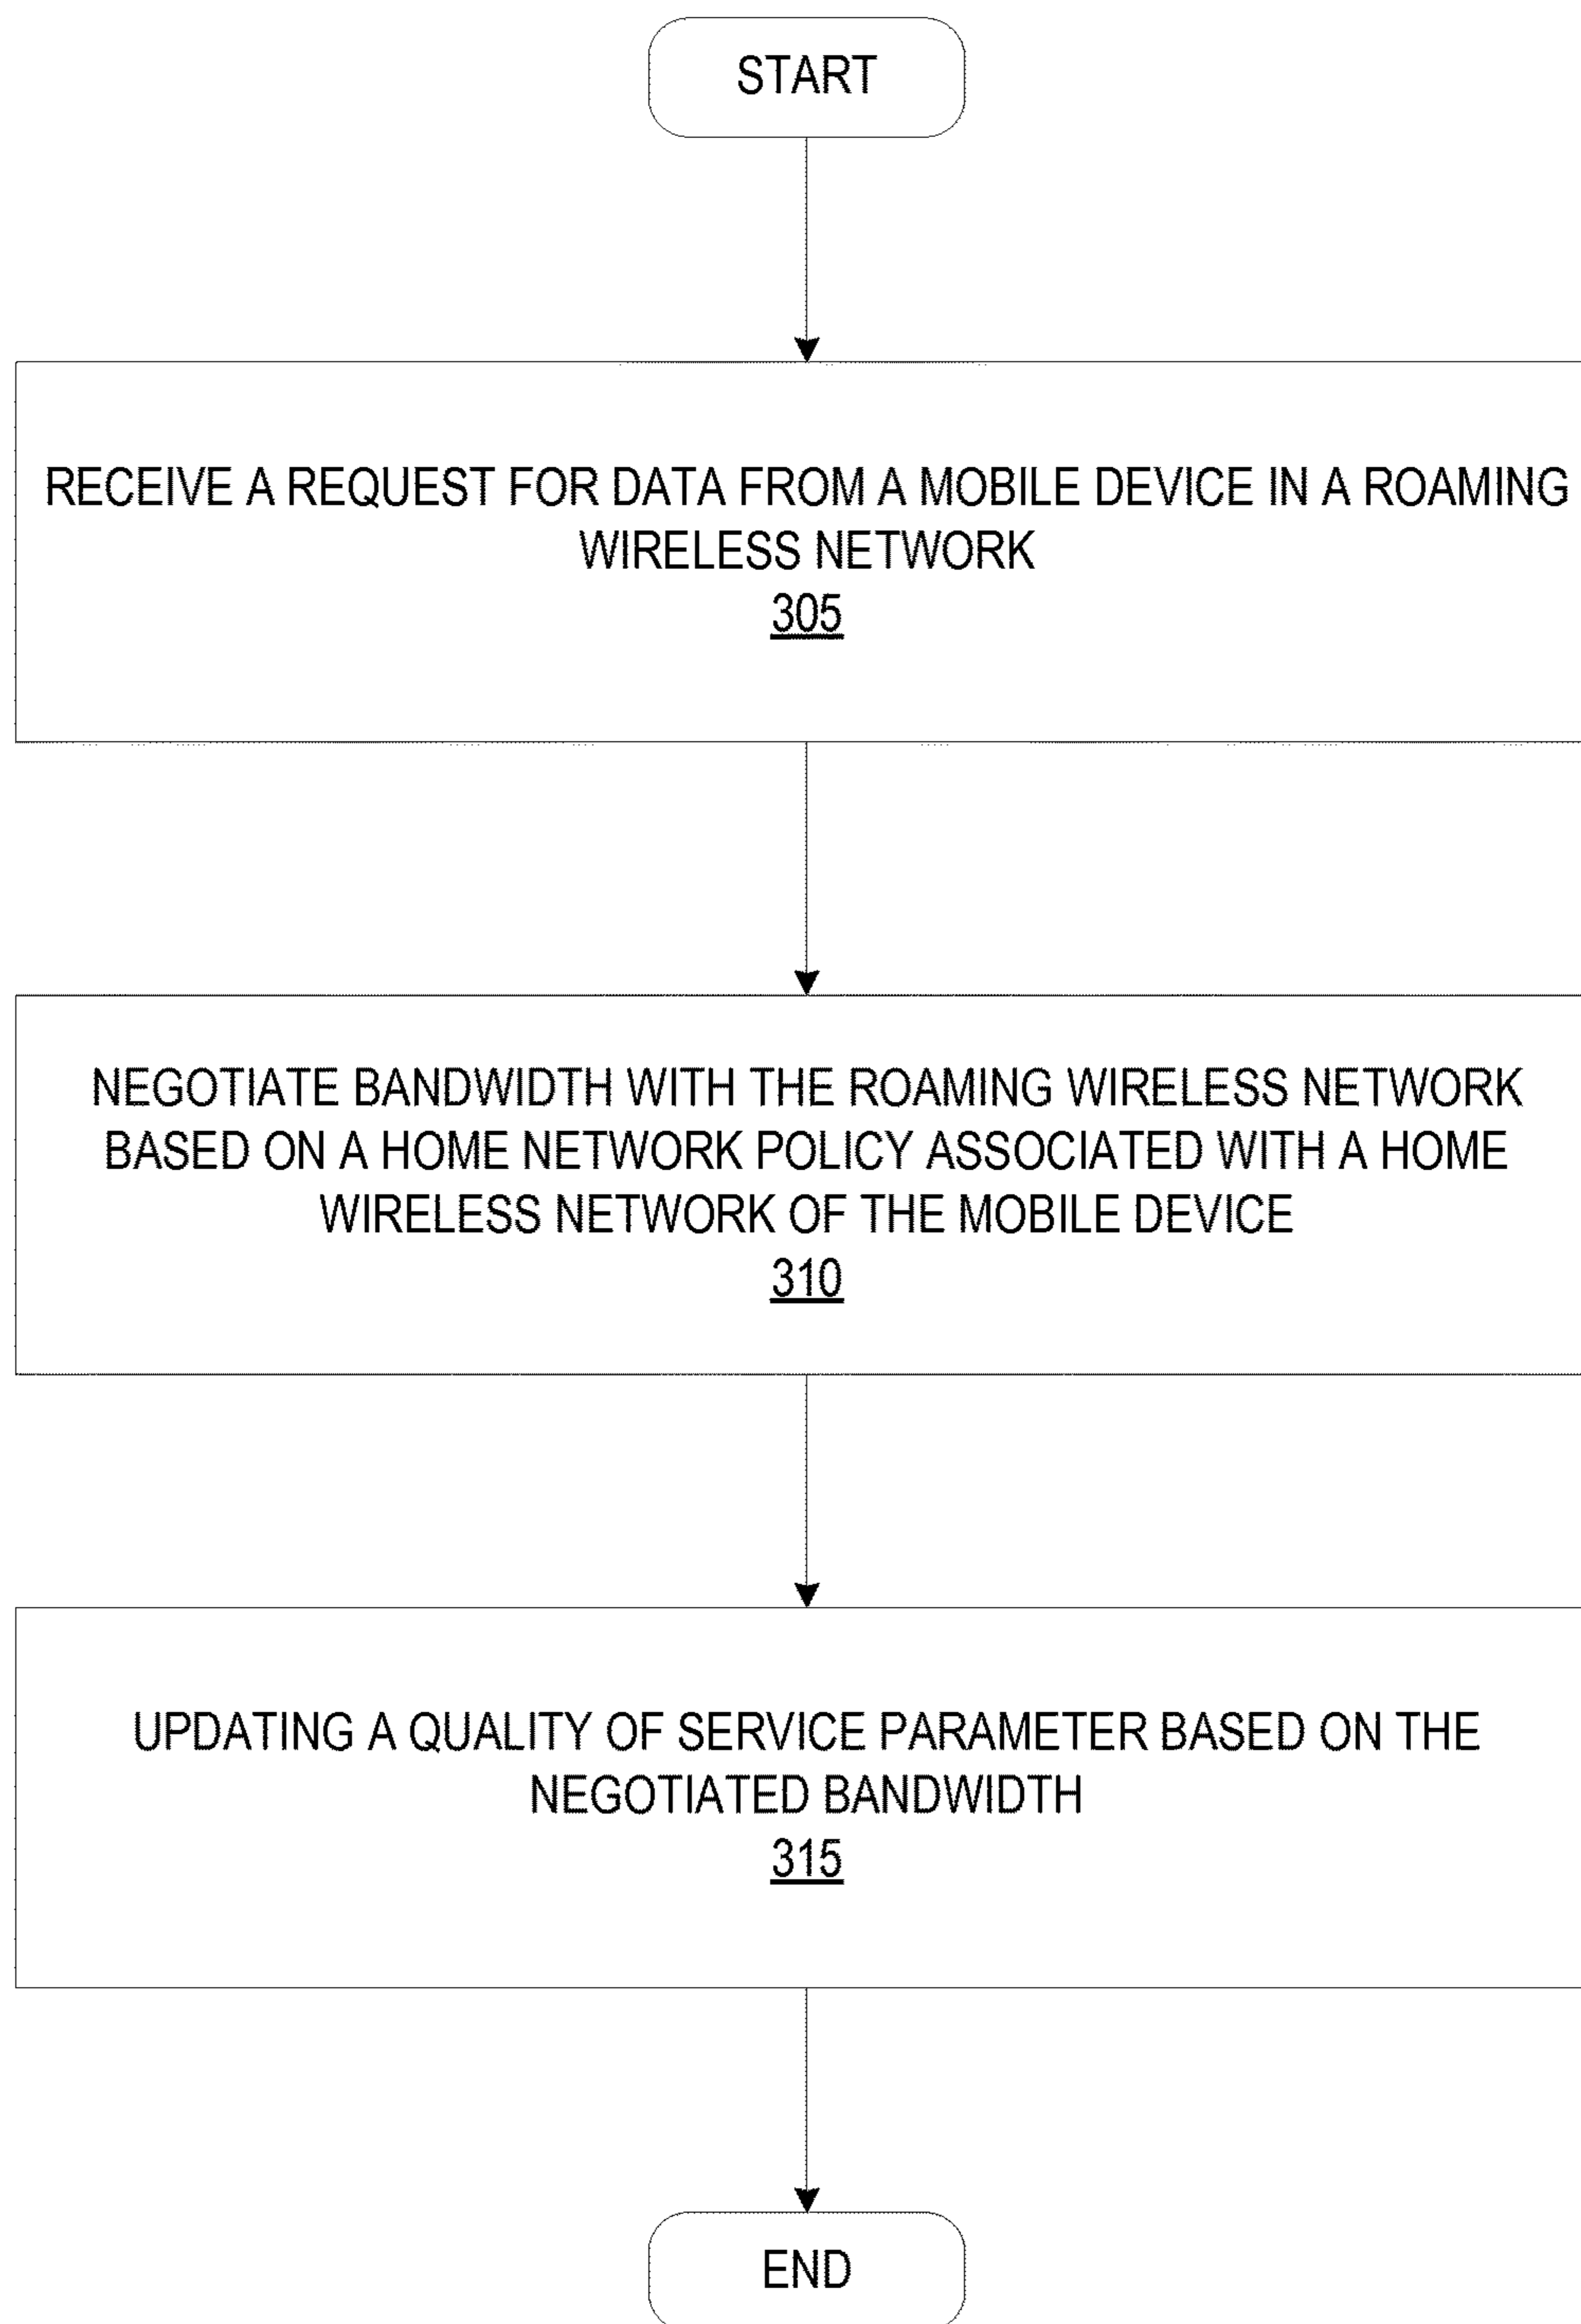 START
RECEIVE A REQUEST FOR DATA FROM A MOBILE DEVICE IN A ROAMING
WIRELESS NETWORK
305
NEGOTIATE BANDWIDTH WITH THE ROAMING WIRELESS NETWORK
BASED ON A HOME NETWORK POLICY ASSOCIATED WITH A HOME
WIRELESS NETWORK OF THE MOBILE DEVICE
310
UPDATING A QUALITY OF SERVICE PARAMETER BASED ON THE
NEGOTIATED BANDWIDTH
315
END